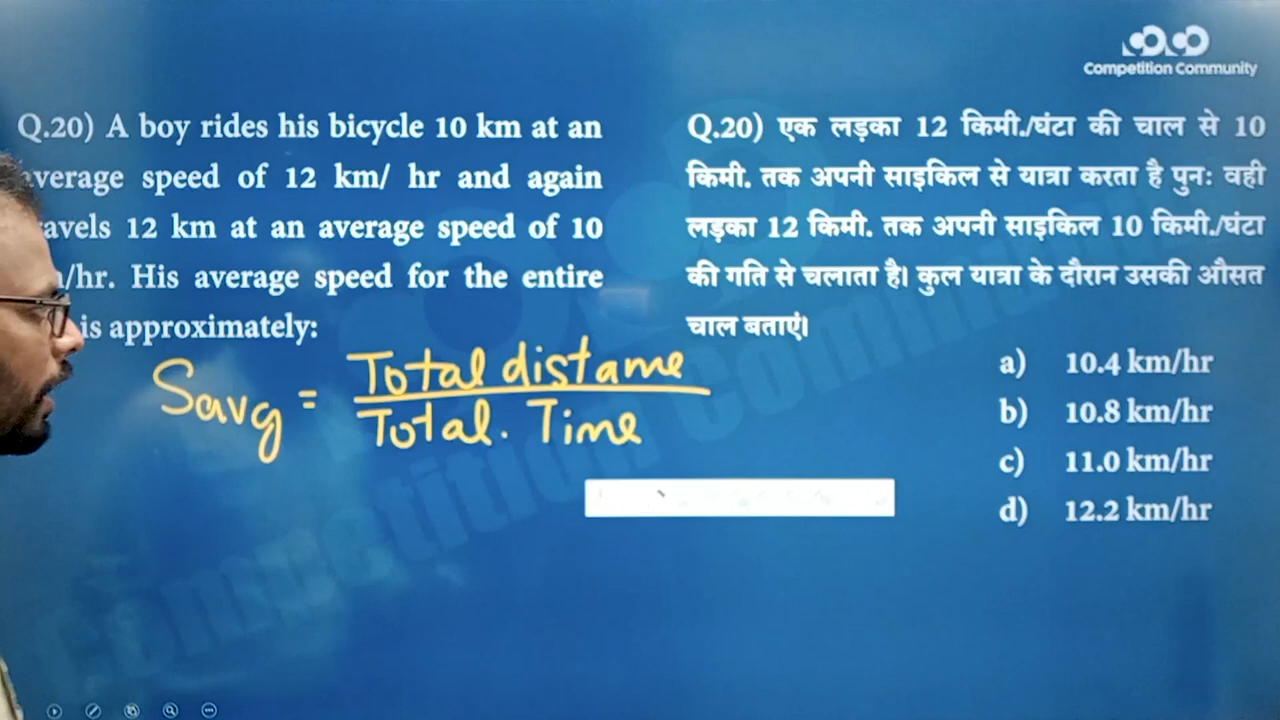 Competition Community
Q.20) A boy rides his bicycle 10 km at an
average speed of 12 km/ hr and again
travels 12 km at an average speed of 10
/hr. His average speed for the entire
is approximately:
Q.20) एक लड़का 12 किमी./घंटा की चाल से 10
किमी. तक अपनी साइकिल से यात्रा करता है पुनः वही
लड़का 12 किमी. तक अपनी साइकिल 10 किमी./घंटा
की गति से चलाता है। कुल यात्रा के दौरान उसकी औसत
चाल बताएं।
Savg = Total distame
Total. Time
a) 10.4 km/hr
b) 10.8 km/hr
c) 11.0 km/hr
d) 12.2 km/hr
Competition Community